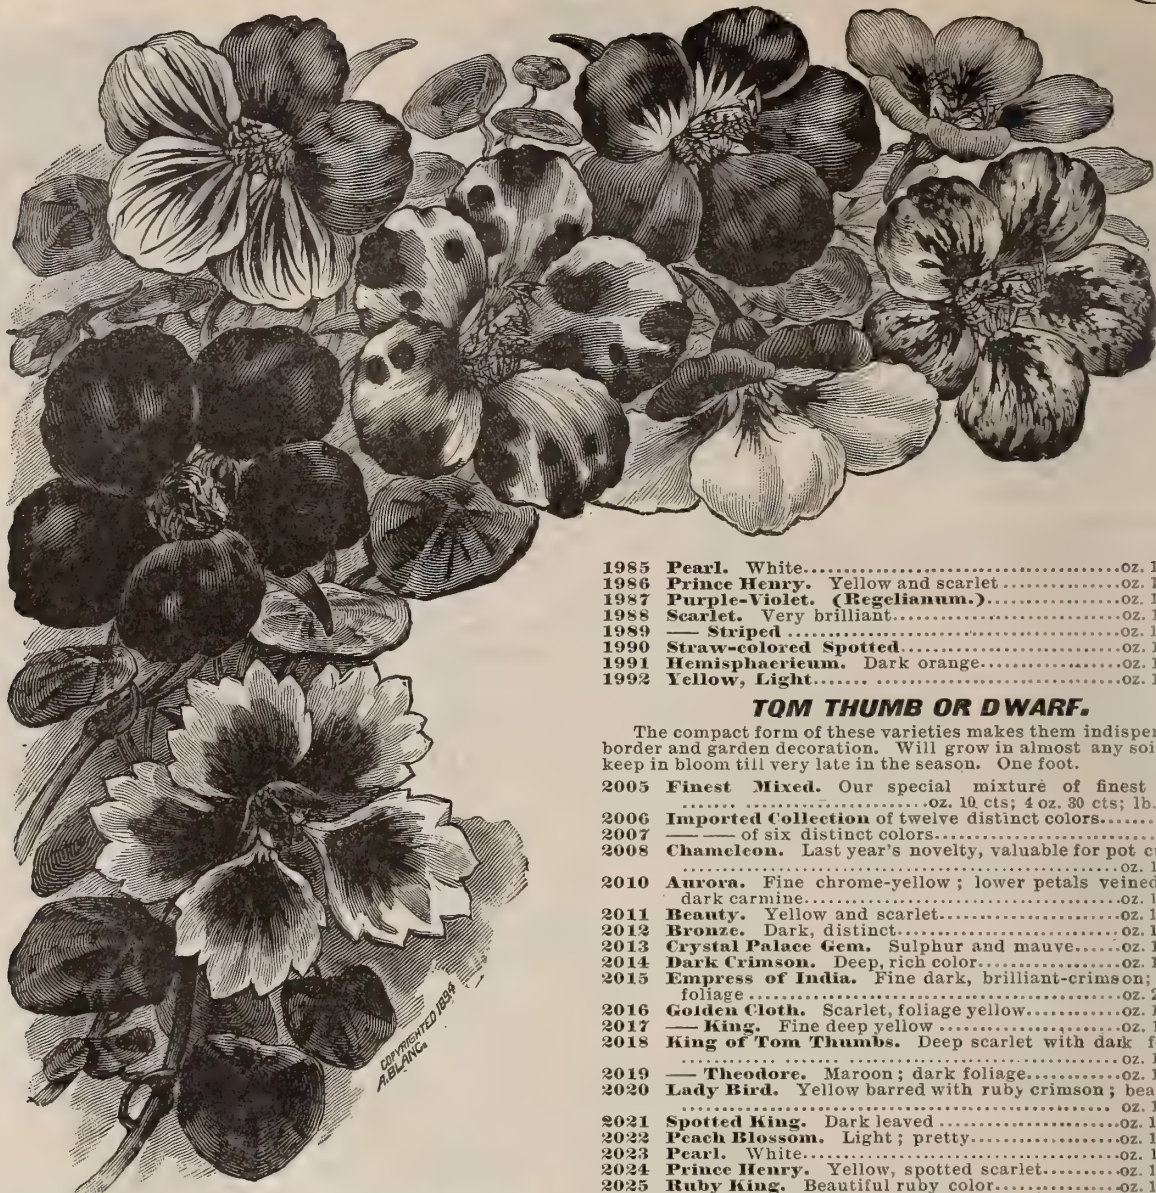 1985 Pearl. White........................................oz. 1
1986 Prince Henry. Yellow and scarlet ...............oz. 1
1987 Purple-Violet. (Regelianum.)................oz. 1
1988 Scarlet. Very brilliant............................oz. 1
1989 — Striped ........................................oz. 1
1990 Straw-colored Spotted..........................oz. 1
1991 Hemisphaericum. Dark orange.................oz. 1
1992 Yellow, Light....... ...............................oz. 1
TOM THUMB OR DWARF.
The compact form of these varieties makes them
border and garden decoration. Will grow in almost any
keep in bloom till very late in the season. One foot.
2005 Finest Mixed. Our special mixture of finest
....... ........................oz. 10 cts; 4 oz. 30 cts; lb.
2006 Imported Collection of twelve distinct colors.......
2007 — — of six distinct colors...........................
2008 Chameleon. Last year's novelty, valuable for pot
..................................................oz. 1
2010 Aurora. Fine chrome-yellow; lower petals veined
dark carmine........................................oz. 1
2011 Beauty. Yellow and scarlet.......................oz. 1
2012 Bronze. Dark, distinct............................oz. 1
2013 Crystal Palace Gem. Sulphur and mauve......oz. 1
2014 Dark Crimson. Deep, rich color.................oz. 1
2015 Empress of India. Fine dark, brilliant-crimson;
foliage ................................................oz. 2
2016 Golden Cloth. Scarlet, foliage yellow...........oz. 1
2017 — King. Fine deep yellow .......................oz. 1
2018 King of Tom Thumbs. Deep scarlet with dark
....... ........................................oz. 1
2019 — Theodore. Maroon; dark foliage.............oz. 1
2020 Lady Bird. Yellow barred with ruby crimson;
.................................................. oz. 1
2021 Spotted King. Dark leaved ......................oz. 1
2022 Peach Blossom. Light; pretty....................oz. 1
2023 Pearl. White........................................oz. 1
2024 Prince Henry. Yellow, spotted scarlet...........oz. 1
2025 Ruby King. Beautiful ruby color................oz. 1
COPYRIGHTED 1894
A. BLANC.